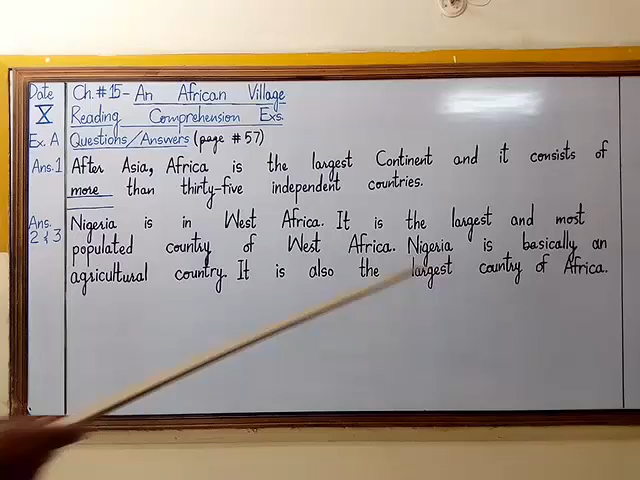 Date Ch. #15- An African Village
X Reading Comprehension Exs.
Ex. A Questions/Answers (page # 57)
Ans. 1 After Asia, Africa is the largest Continent and it consists of
more than thirty-five independent countries.
Ans. 2 & 3 Nigeria is in West Africa. It is the largest and most
populated country of West Africa. Nigeria is basically an
agricultural country. It is also the largest country of Africa.